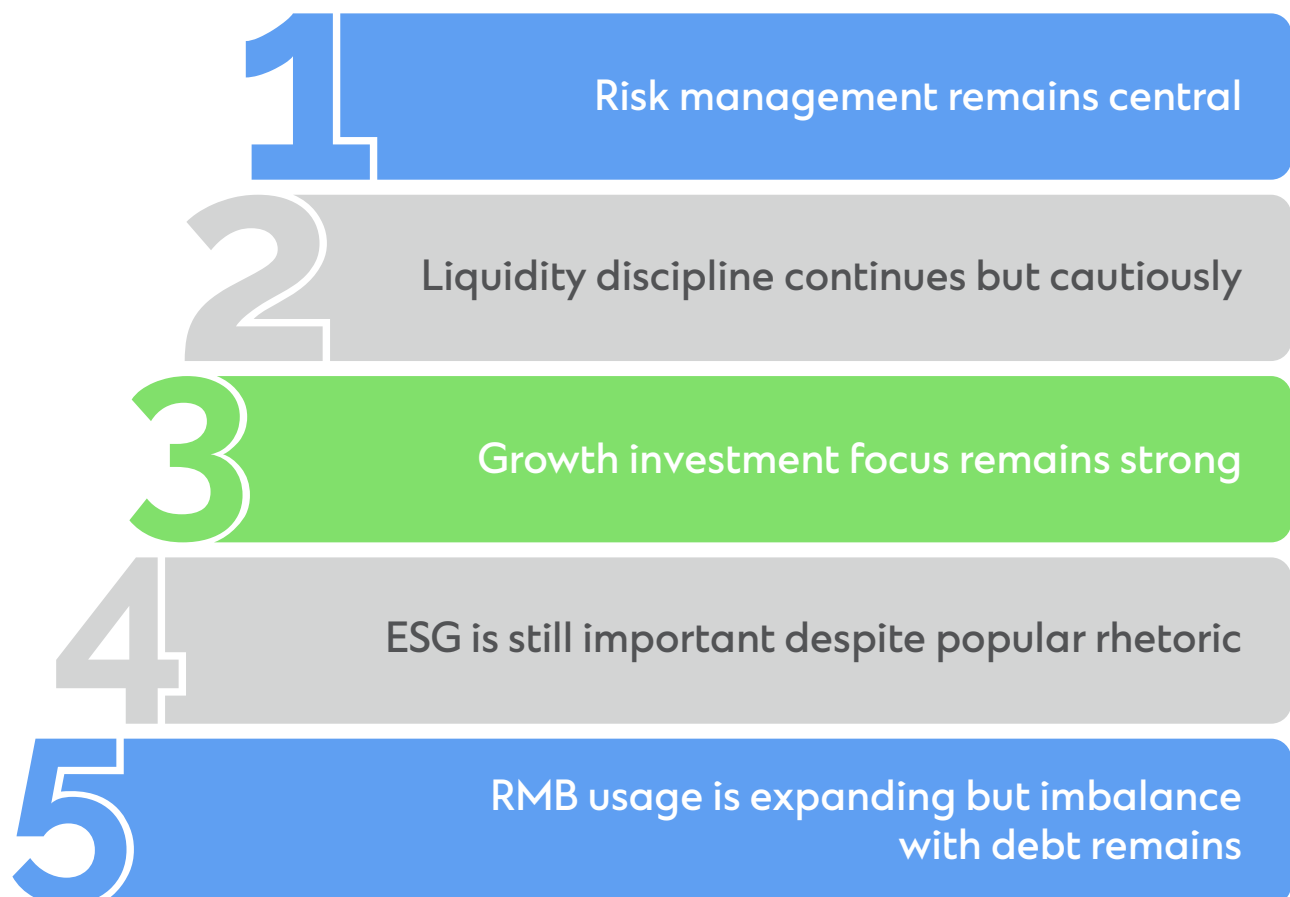 1
Risk management remains central
2
Liquidity discipline continues but cautiously
3
Growth investment focus remains strong
4
ESG is still important despite popular rhetoric
5
RMB usage is expanding but imbalance
with debt remains